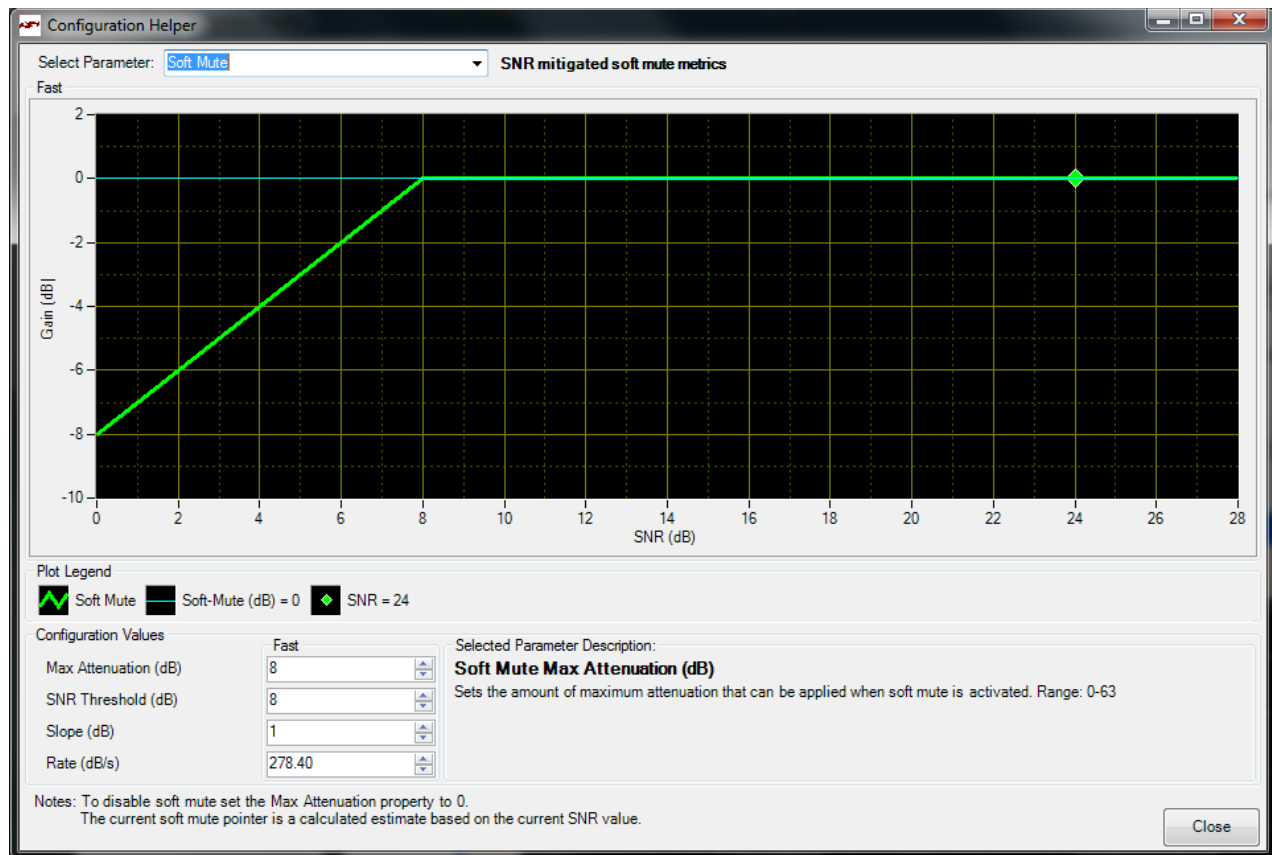 Configuration Helper
Select Parameter: Soft Mute SNR mitigated soft mute metrics
Fast
2
0
-2
-4
-6
-8
-10
Gain (dB)
0 2 4 6 8 10 12 14 16 18 20 22 24 26 28
SNR (dB)
Plot Legend
Soft Mute Soft-Mute (dB) = 0 SNR = 24
Configuration Values
Fast
Max Attenuation (dB) 8
SNR Threshold (dB) 8
Slope (dB) 1
Rate (dB/s) 278.40
Selected Parameter Description:
Soft Mute Max Attenuation (dB)
Sets the amount of maximum attenuation that can be applied when soft mute is activated. Range: 0-63
Notes: To disable soft mute set the Max Attenuation property to 0.
The current soft mute pointer is a calculated estimate based on the current SNR value.
Close